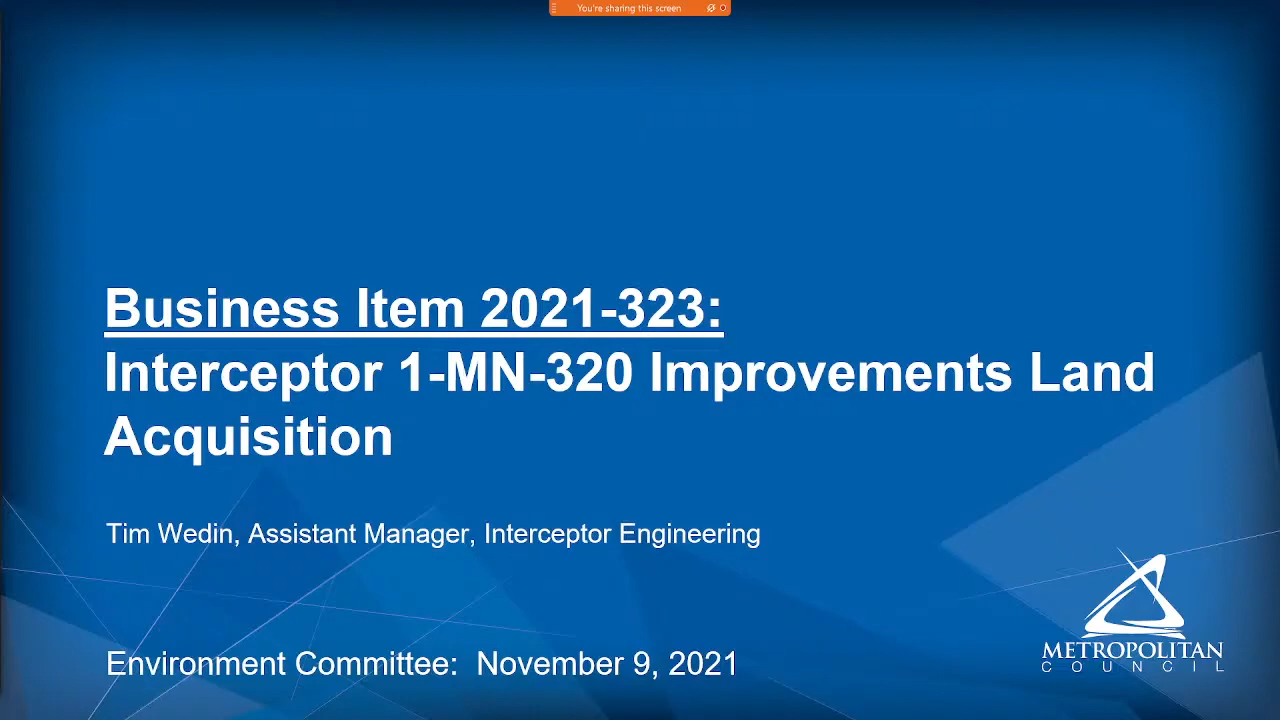 You're sharing this screen
Business Item 2021-323:
Interceptor 1-MN-320 Improvements Land
Acquisition
Tim Wedin, Assistant Manager, Interceptor Engineering
Environment Committee:  November 9, 2021
METROPOLITAN
COUNCIL